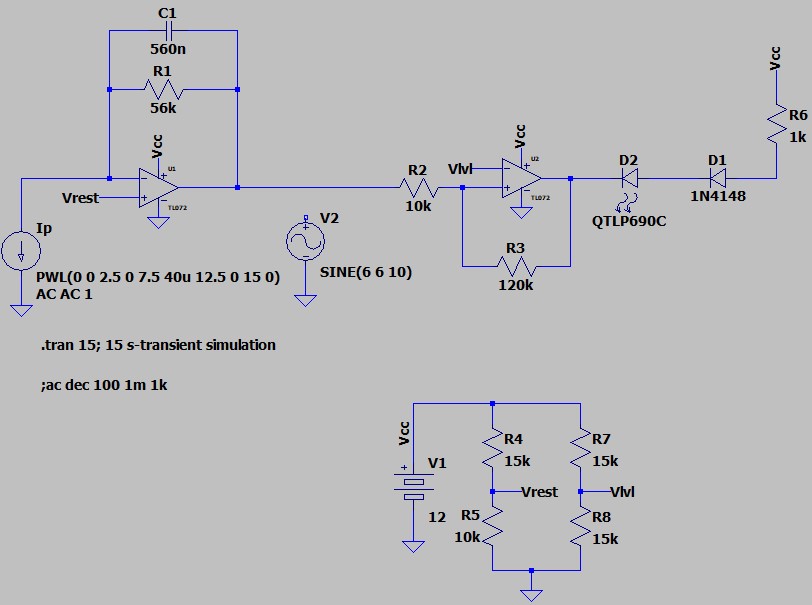 C1
560n
R1
56k
Vcc
U1
Vrest
TL072
Ip
PWL(0 0 2.5 0 7.5 40u 12.5 0 15 0)
AC AC 1
V2
SINE(6 6 10)
R2
10k
Vlvl
Vcc
U2
TL072
R3
120k
D2
QTLP690C
D1
1N4148
Vcc
R6
1k
.tran 15; 15 s-transient simulation
;ac dec 100 1m 1k
Vcc
V1
12
R4
15k
Vrest
R5
10k
R7
15k
Vlvl
R8
15k